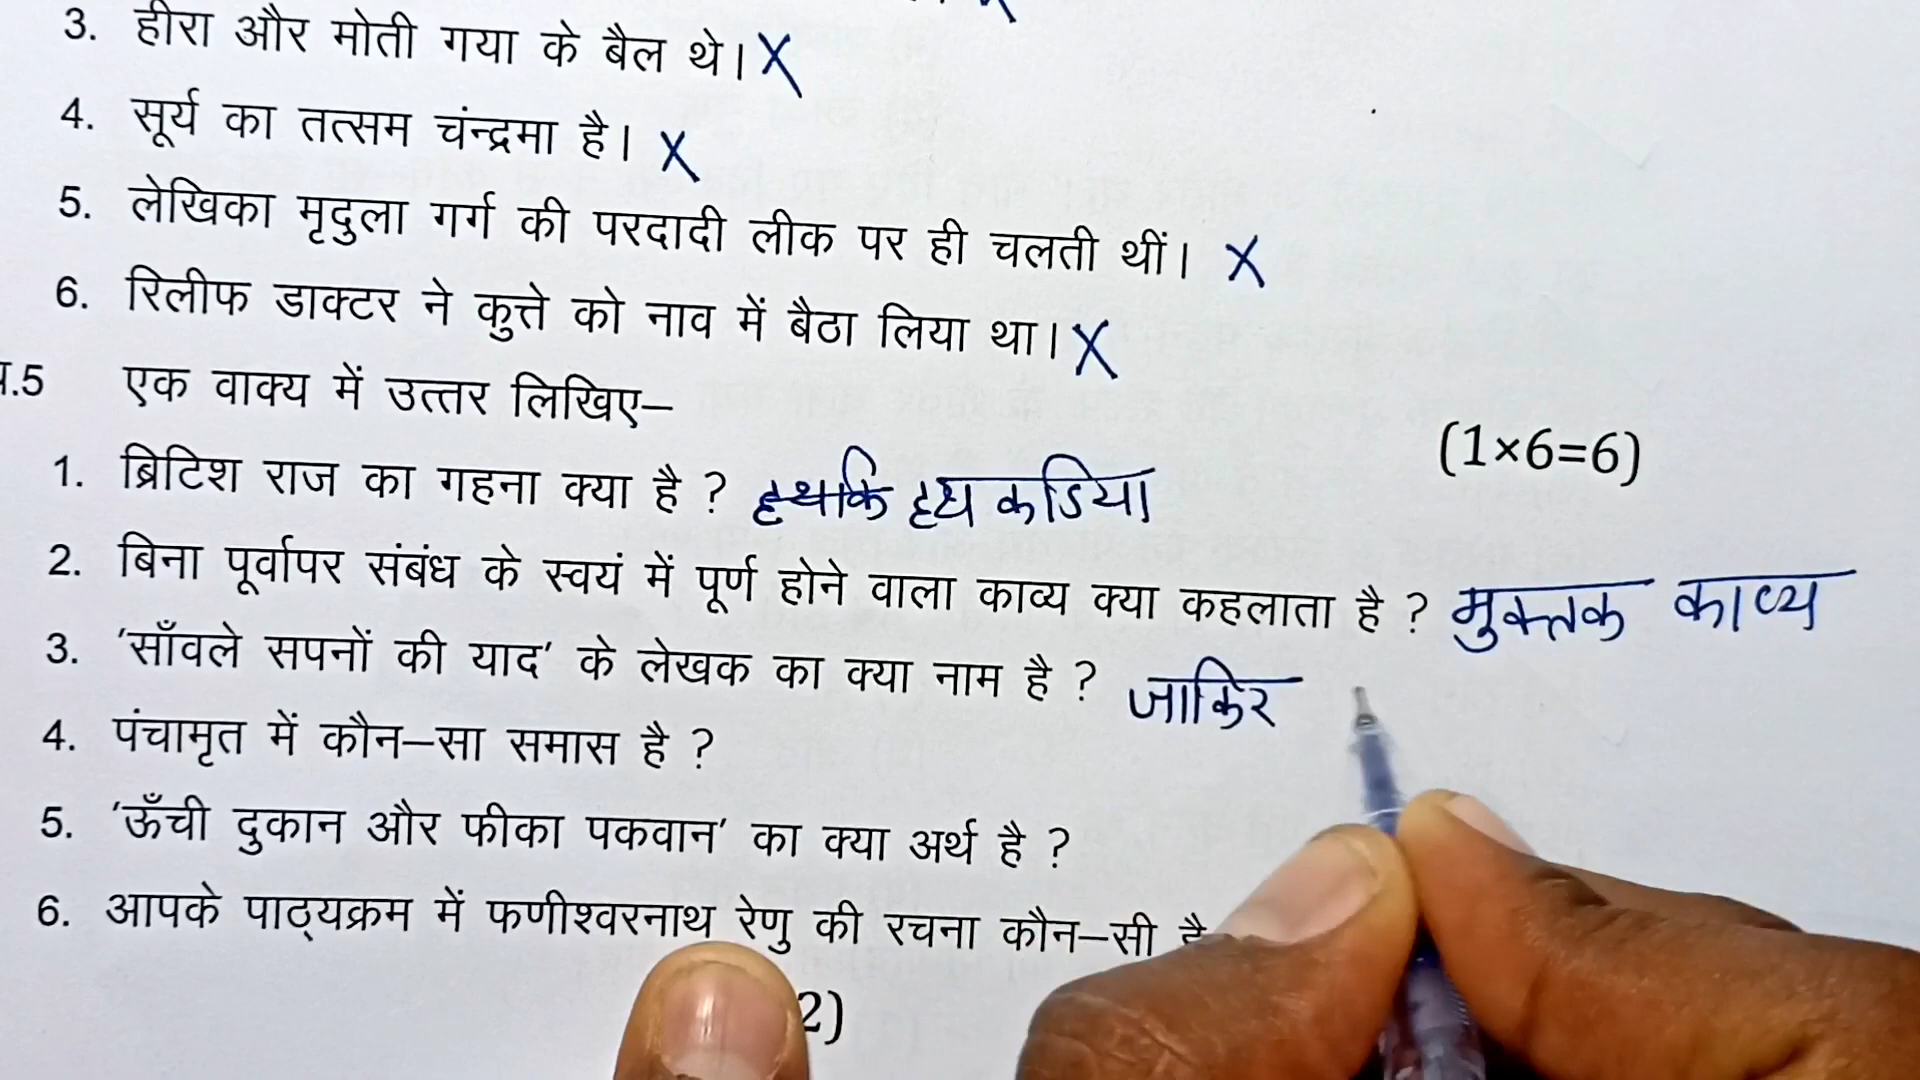 3. हीरा और मोती गया के बैल थे। X
4. सूर्य का तत्सम चंन्द्रमा है। X
5. लेखिका मृदुला गर्ग की परदादी लीक पर ही चलती थीं। X
6. रिलीफ डाक्टर ने कुत्ते को नाव में बैठा लिया था। X
.5 एक वाक्य में उत्तर लिखिए– (1×6=6)
1. ब्रिटिश राज का गहना क्या है ? हथकडिया
2. बिना पूर्वापर संबंध के स्वयं में पूर्ण होने वाला काव्य क्या कहलाता है ? मुक्तक काव्य
3. ‘साँवले सपनों की याद’ के लेखक का क्या नाम है ? जाकिर
4. पंचामृत में कौन–सा समास है ?
5. ‘ऊँची दुकान और फीका पकवान’ का क्या अर्थ है ?
6. आपके पाठ्यक्रम में फणीश्वरनाथ रेणु की रचना कौन–सी है
2)